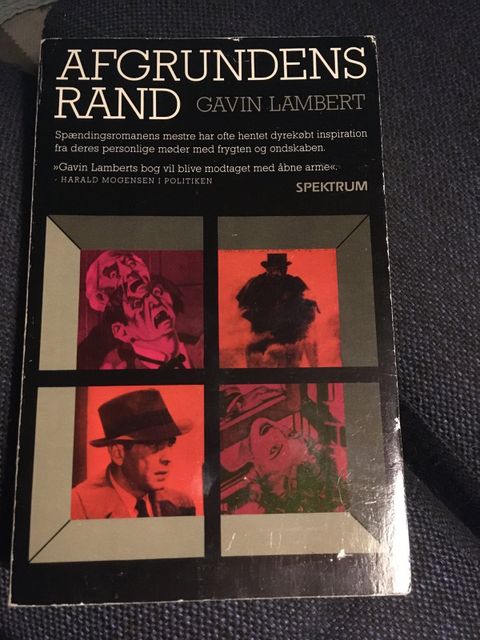 AFGRUNDENS
RAND GAVIN LAMBERT
Spændingsromanens mestre har ofte hentet dyrekøbt inspiration
fra deres personlige møder med frygten og ondskaben.
»Gavin Lamberts bog vil blive modtaget med åbne arme«.
- HARALD MOGENSEN I POLITIKEN
SPEKTRUM